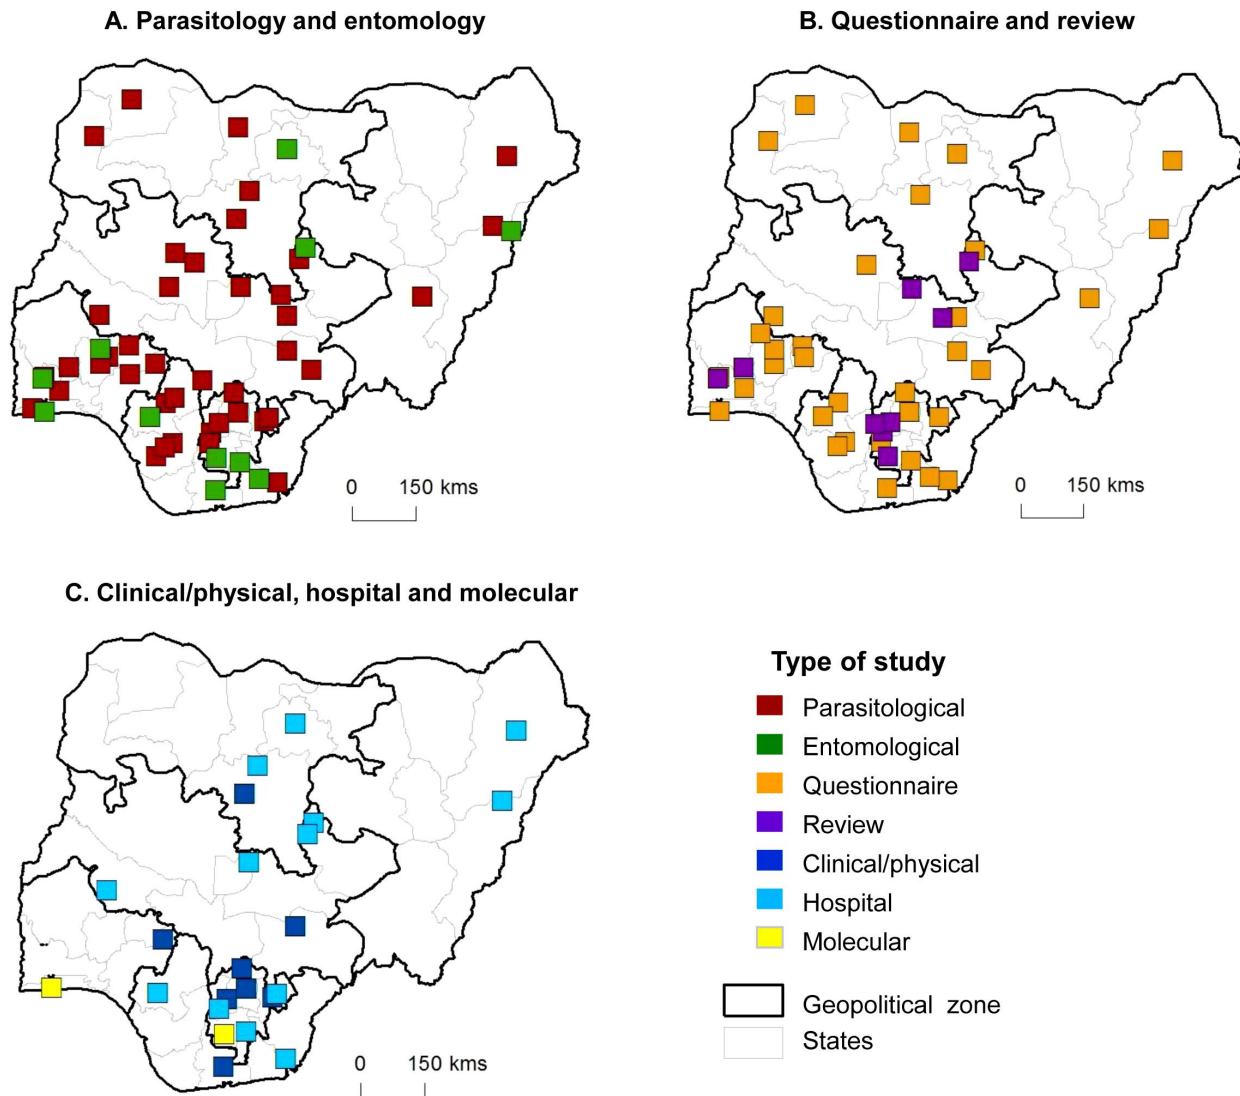 A. Parasitology and entomology
B. Questionnaire and review
0 150 kms
0 150 kms
C. Clinical/physical, hospital and molecular
Type of study
Parasitological
Entomological
Questionnaire
Review
Clinical/physical
Hospital
Molecular
Geopolitical zone
States
0 150 kms